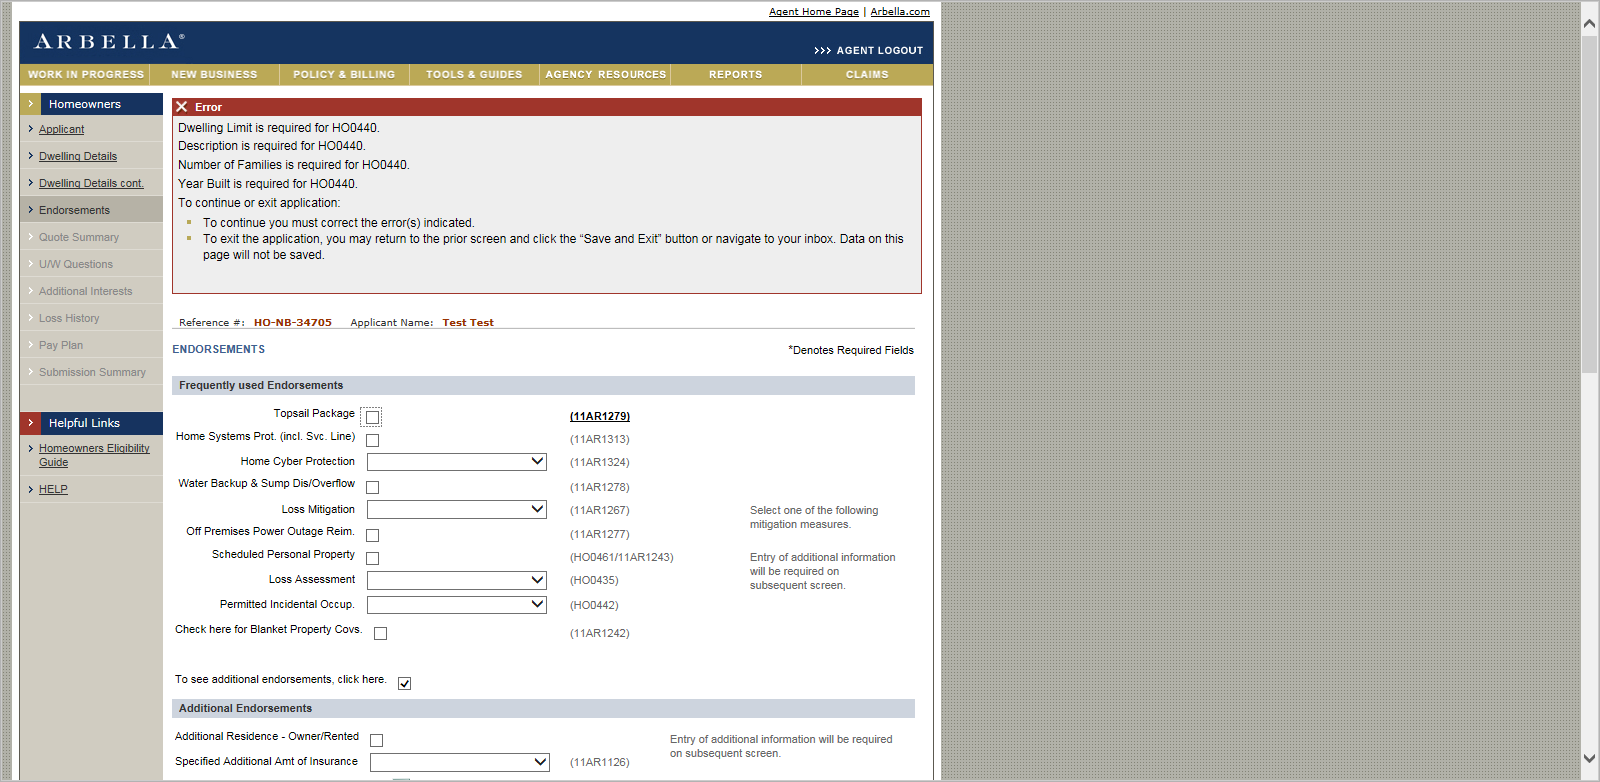 Agent Home Page | Arbella.com
ARBELLA®
>>> AGENT LOGOUT
WORK IN PROGRESS NEW BUSINESS POLICY & BILLING TOOLS & GUIDES AGENCY RESOURCES REPORTS CLAIMS
Homeowners
Applicant
Dwelling Details
Dwelling Details cont.
Endorsements
Quote Summary
U/W Questions
Additional Interests
Loss History
Pay Plan
Submission Summary
Helpful Links
Homeowners Eligibility
Guide
HELP
Error
Dwelling Limit is required for HO0440.
Description is required for HO0440.
Number of Families is required for HO0440.
Year Built is required for HO0440.
To continue or exit application:
To continue you must correct the error(s) indicated.
To exit the application, you may return to the prior screen and click the “Save and Exit” button or navigate to your inbox. Data on this
page will not be saved.
Reference #: HO-NB-34705 Applicant Name: Test Test
ENDORSEMENTS
*Denotes Required Fields
Frequently used Endorsements
Topsail Package (11AR1279)
Home Systems Prot. (incl. Svc. Line) (11AR1313)
Home Cyber Protection (11AR1324)
Water Backup & Sump Dis/Overflow (11AR1278)
Loss Mitigation (11AR1267) Select one of the following
mitigation measures.
Off Premises Power Outage Reim. (11AR1277)
Scheduled Personal Property (HO0461/11AR1243) Entry of additional information
will be required on
subsequent screen.
Loss Assessment (HO0435)
Permitted Incidental Occup. (HO0442)
Check here for Blanket Property Covs. (11AR1242)
To see additional endorsements, click here.
Additional Endorsements
Additional Residence - Owner/Rented Entry of additional information will be required
on subsequent screen.
Specified Additional Amt of Insurance (11AR1126)